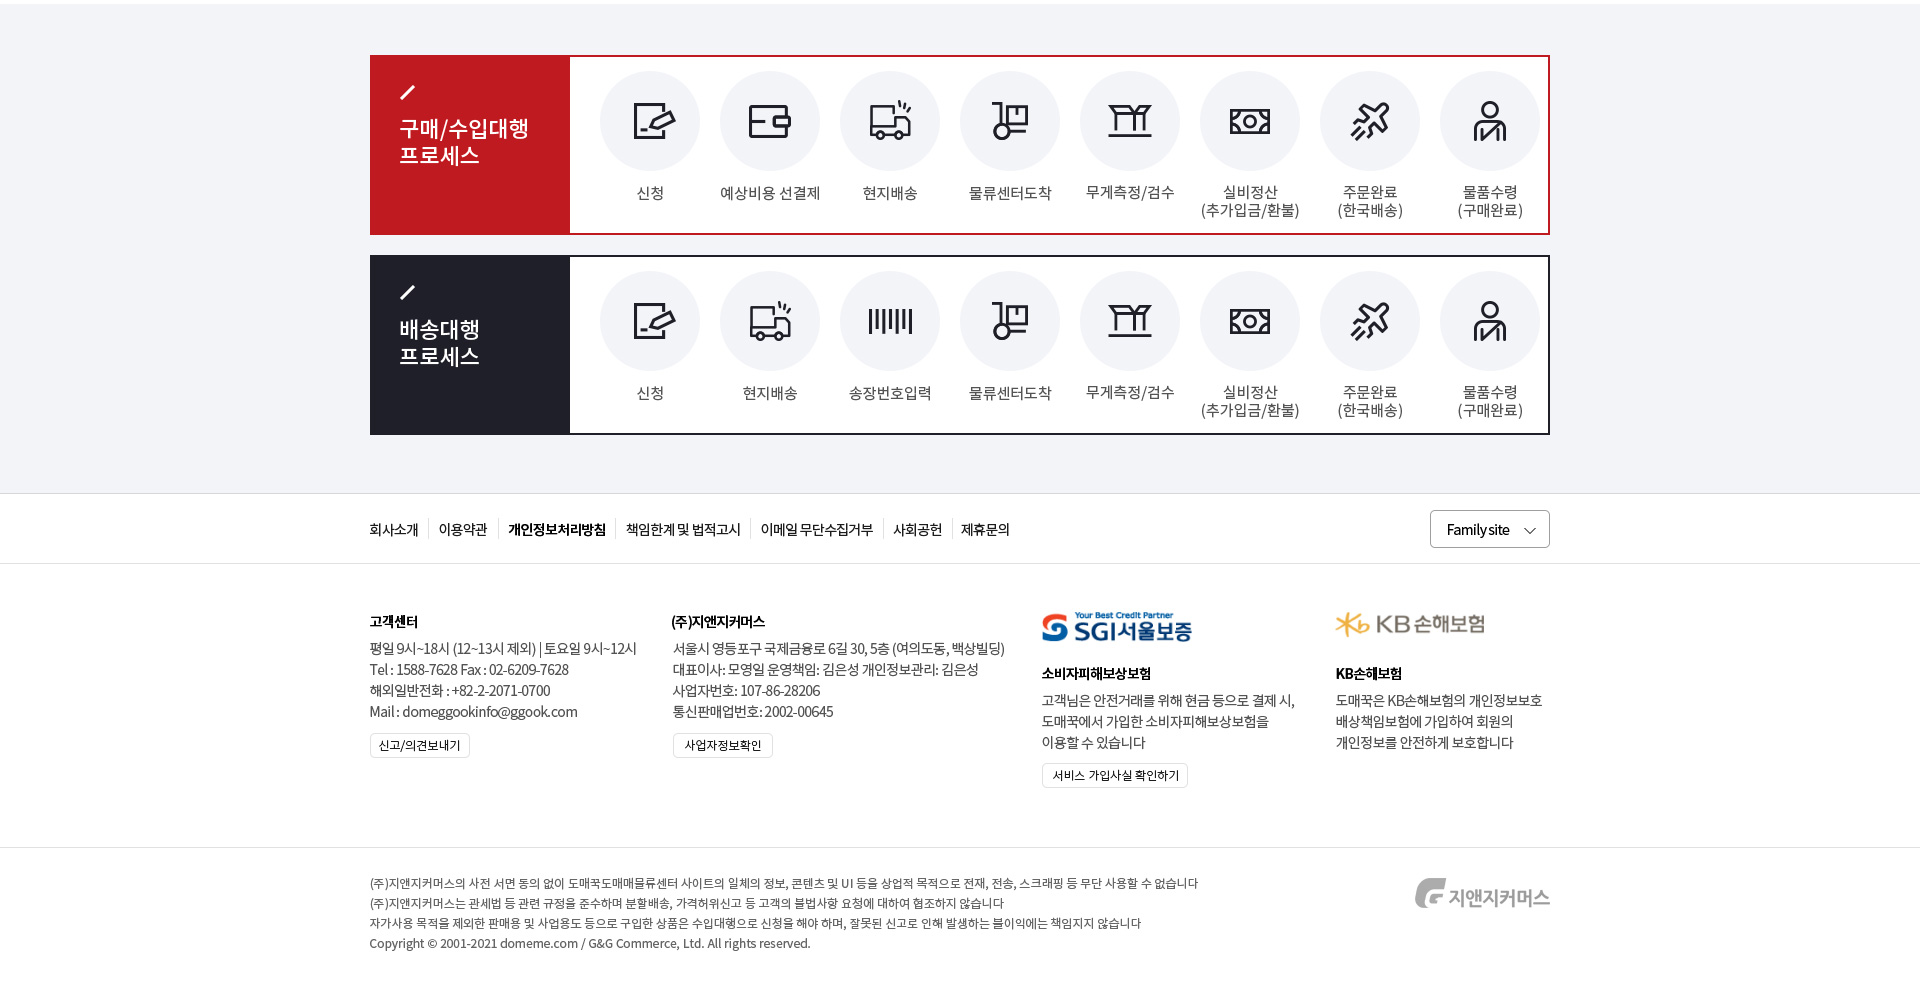 구매/수입대행
프로세스
신청
예상비용 선결제
현지배송
물류센터도착
무게측정/검수
실비정산
(추가입금/환불)
주문완료
(한국배송)
물품수령
(구매완료)
배송대행
프로세스
신청
현지배송
송장번호입력
물류센터도착
무게측정/검수
실비정산
(추가입금/환불)
주문완료
(한국배송)
물품수령
(구매완료)
회사소개
이용약관
개인정보처리방침
책임한계 및 법적고시
이메일 무단수집거부
사회공헌
제휴문의
Family site
고객센터
평일 9시~18시 (12~13시 제외) | 토요일 9시~12시
Tel : 1588-7628 Fax : 02-6209-7628
해외일반전화 : +82-2-2071-0700
Mail : domeggookinfo@ggook.com
신고/의견보내기
(주)지앤지커머스
서울시 영등포구 국제금융로 6길 30, 5층 (여의도동, 백상빌딩)
대표이사: 모영일 운영책임: 김은성 개인정보관리: 김은성
사업자번호: 107-86-28206
통신판매업번호: 2002-00645
사업자정보확인
Your Best Credit Partner
SGI서울보증
소비자피해보상보험
고객님은 안전거래를 위해 현금 등으로 결제 시,
도매꾹에서 가입한 소비자피해보상보험을
이용할 수 있습니다
서비스 가입사실 확인하기
KB손해보험
KB손해보험
도매꾹은 KB손해보험의 개인정보보호
배상책임보험에 가입하여 회원의
개인정보를 안전하게 보호합니다
(주)지앤지커머스의 사전 서면 동의 없이 도매꾹도매매물류센터 사이트의 일체의 정보, 콘텐츠 및 UI 등을 상업적 목적으로 전재, 전송, 스크래핑 등 무단 사용할 수 없습니다
(주)지앤지커머스는 관세법 등 관련 규정을 준수하며 분할배송, 가격허위신고 등 고객의 불법사항 요청에 대하여 협조하지 않습니다
자가사용 목적을 제외한 판매용 및 사업용도 등으로 구입한 상품은 수입대행으로 신청을 해야 하며, 잘못된 신고로 인해 발생하는 불이익에는 책임지지 않습니다
Copyright © 2001-2021 domeme.com / G&G Commerce, Ltd. All rights reserved.
지앤지커머스